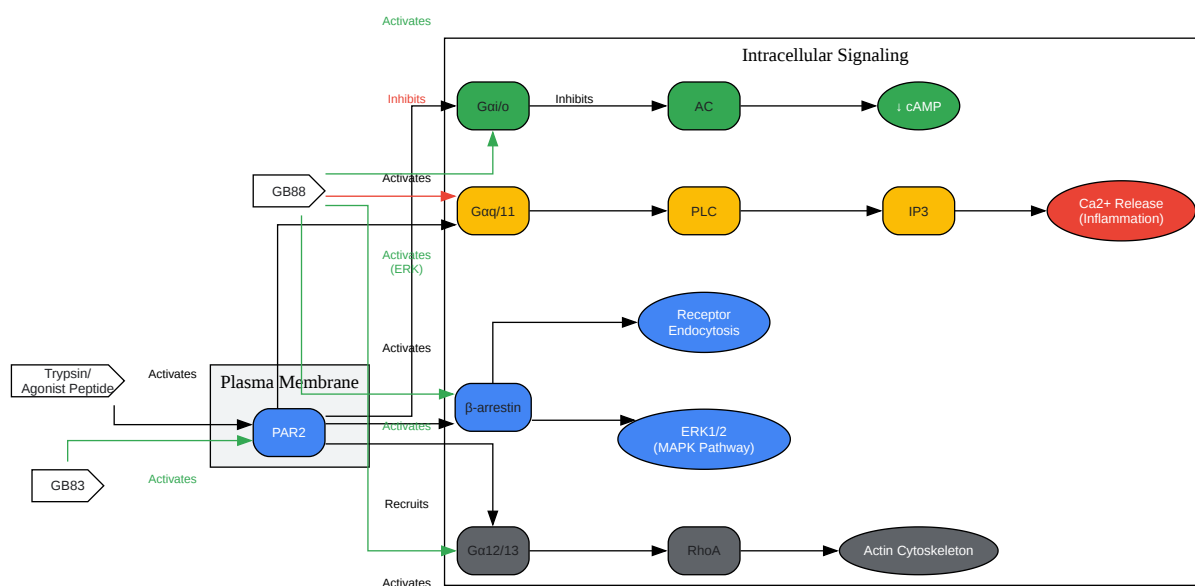 Activates
Intracellular Signaling
Inhibits
Gαi/o
Inhibits
AC
↓ cAMP
Activates
GB88
Gαq/11
PLC
IP3
Ca2+ Release
(Inflammation)
Activates
(ERK)
Receptor
Endocytosis
Activates
Trypsin/
Agonist Peptide
Activates
Plasma Membrane
β-arrestin
PAR2
Activates
ERK1/2
(MAPK Pathway)
GB83
Activates
Recruits
Gα12/13
RhoA
Actin Cytoskeleton
Activates